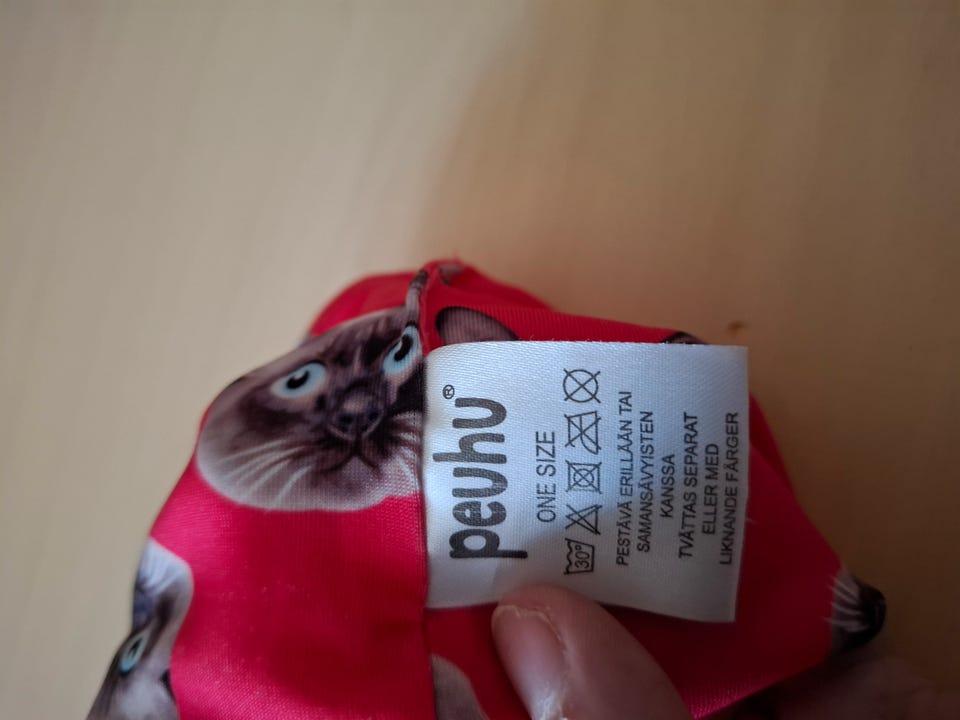 peuhu®
ONE SIZE
30°
PESTÄVÄ ERILLÄÄN TAI
SAMANSÄVYISTEN
KANSSA
TVÄTTAS SEPARAT
ELLER MED
LIKNANDE FÄRGER